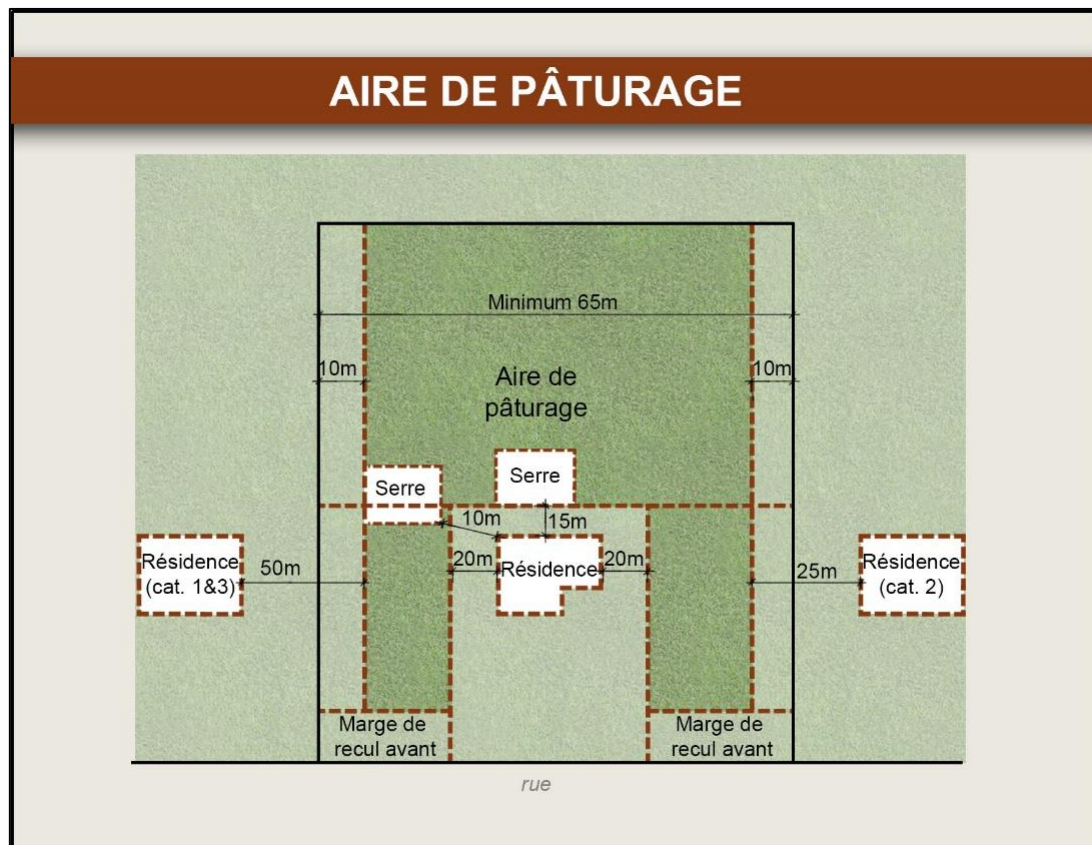 AIRE DE PÂTURAGE
Minimum 65m
10m
10m
Aire de
pâturage
Serre
Serre
10m
15m
Résidence
(cat. 1&3)
50m
20m
Résidence
20m
25m
Résidence
(cat. 2)
Marge de
recul avant
Marge de
recul avant
rue